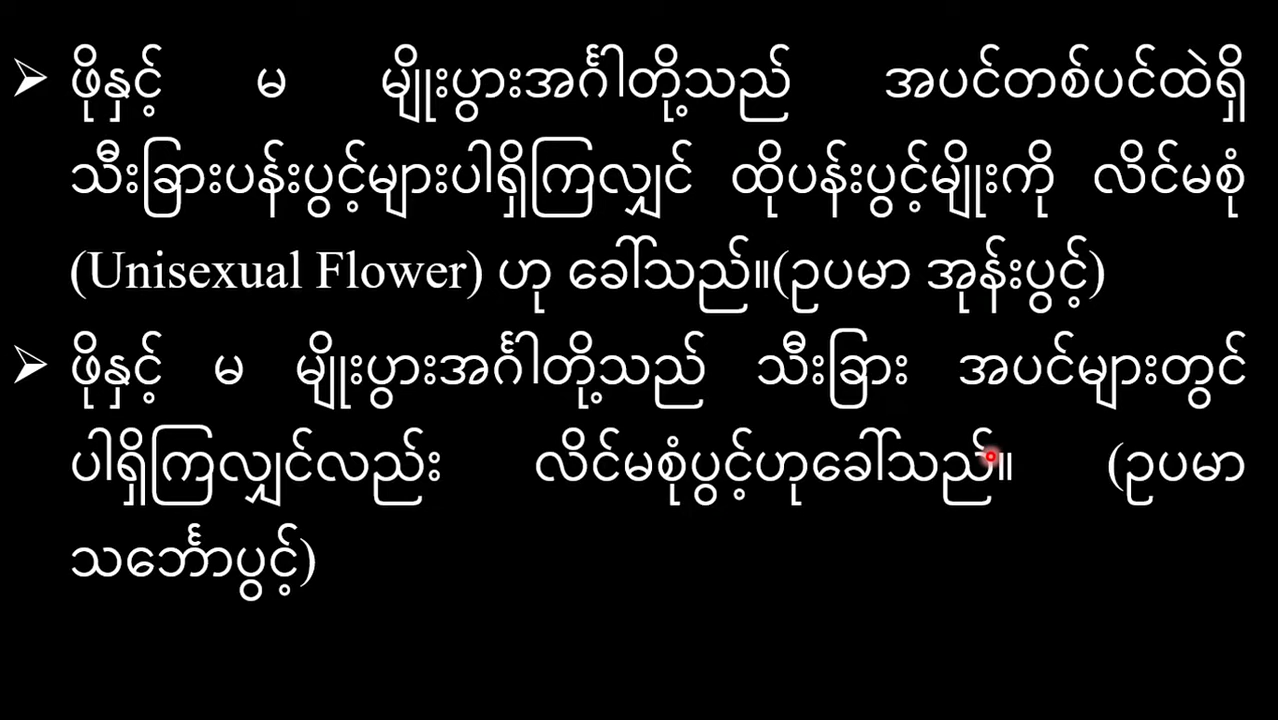 ➢ ဖိုနှင့် မ မျိုးပွားအင်္ဂါတို့သည် အပင်တစ်ပင်ထဲရှိ
သီးခြားပန်းပွင့်များပါရှိကြလျှင် ထိုပန်းပွင့်မျိုးကို လိင်မစုံ
(Unisexual Flower) ဟု ခေါ်သည်။(ဥပမာ အုန်းပွင့်)
➢ ဖိုနှင့် မ မျိုးပွားအင်္ဂါတို့သည် သီးခြား အပင်များတွင်
ပါရှိကြလျှင်လည်း လိင်မစုံပွင့်ဟုခေါ်သည်။ (ဥပမာ
သင်္ဘောပွင့်)